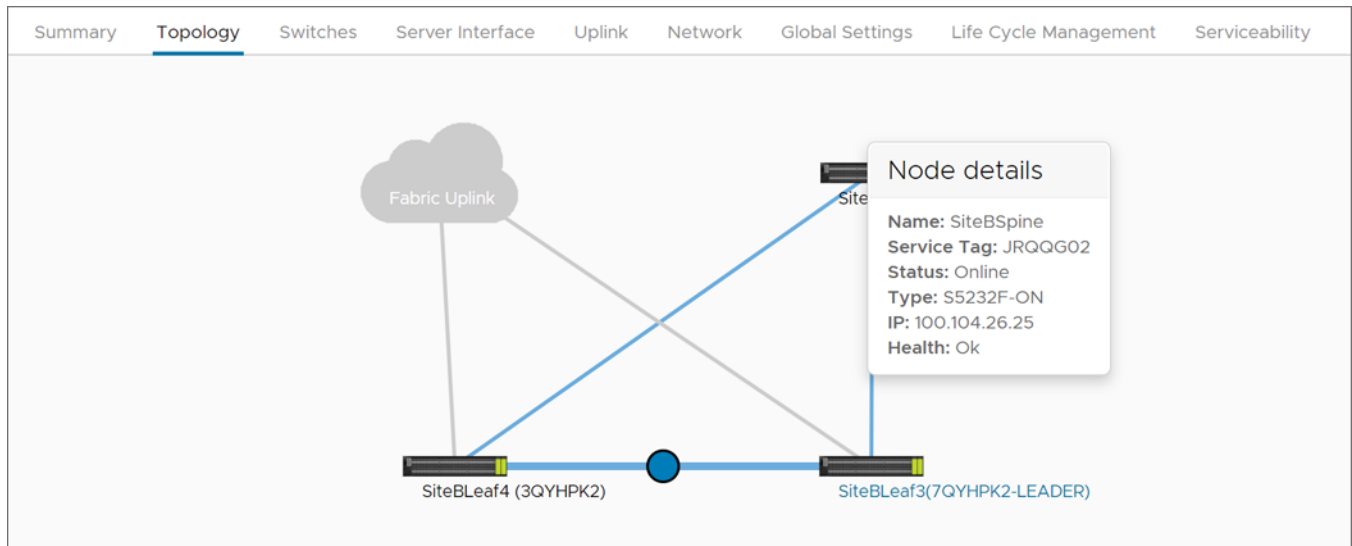 Summary Topology Switches Server Interface Uplink Network Global Settings Life Cycle Management Serviceability
Fabric Uplink
Site
Node details
Name: SiteBSpine
Service Tag: JRQQG02
Status: Online
Type: S5232F-ON
IP: 100.104.26.25
Health: Ok
SiteBLeaf4 (3QYHPK2)
SiteBLeaf3(7QYHPK2-LEADER)